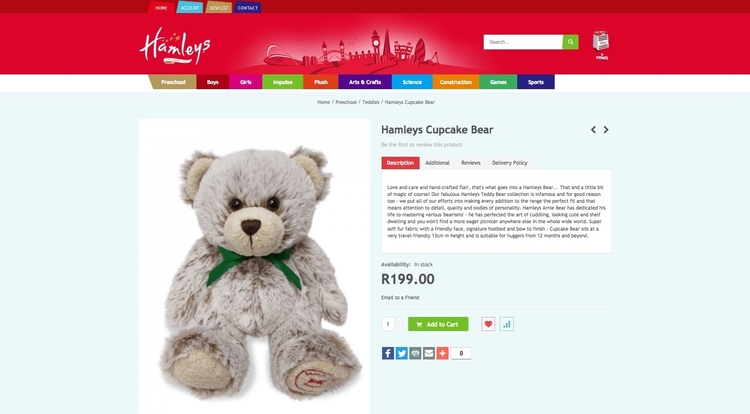 HOME ACCOUNT WISHLIST CONTACT
Hamleys
Search...
Preschool Boys Girls Impulse Plush Arts & Crafts Science Construction Games Sports
Home / Preschool / Teddies / Hamleys Cupcake Bear
Hamleys Cupcake Bear
Be the first to review this product
Description Additional Reviews Delivery Policy
Love and care and hand-crafted flair, that's what goes into a Hamleys Bear... That and a little bit
of magic of course! Our fabulous Hamleys Teddy Bear collection is infamous and for good reason
too - we put all of our efforts into making every addition to the range the perfect fit and that
means attention to detail, quality and oodles of personality. Hamleys Arnie Bear has dedicated his
life to mastering various 'bearisms' - he has perfected the art of cuddling, looking cute and shelf
dwelling and you won't find a more eager picnicer anywhere else in the whole wide world. Super
soft fur fabric with a friendly face, signature footbed and bow to finish - Cupcake Bear sits at a
very travel-friendly 13cm in height and is suitable for huggers from 12 months and beyond.
Availability: In stock
R199.00
Email to a Friend
1 Add to Cart
0